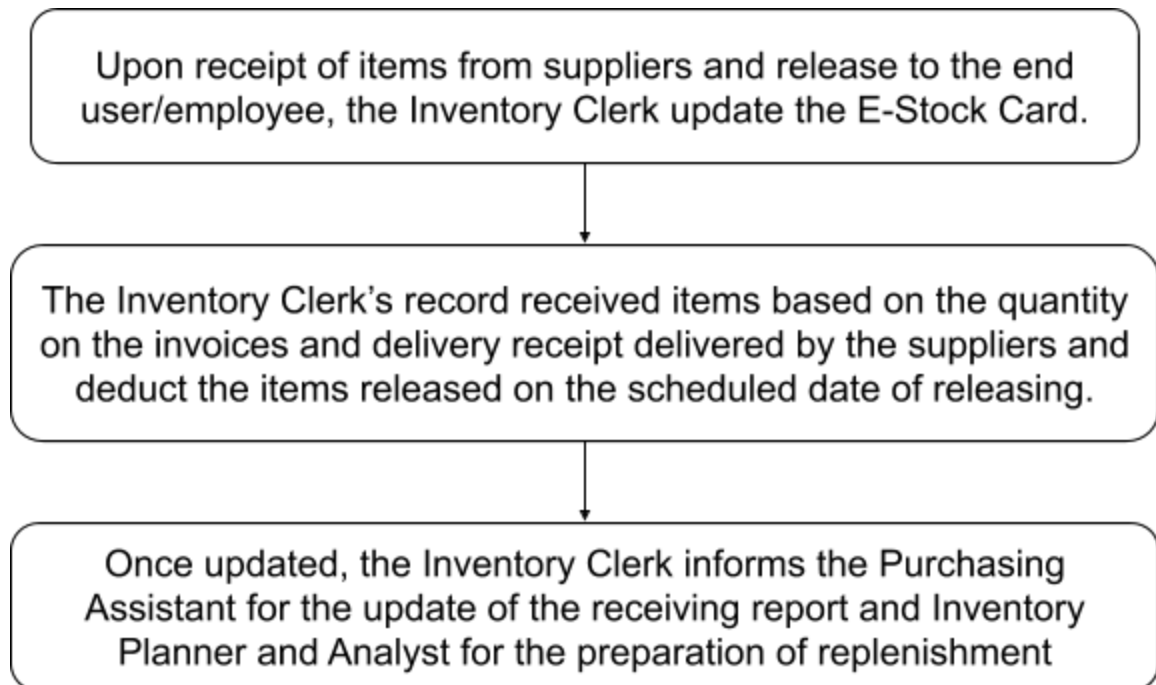 Upon receipt of items from suppliers and release to the end
user/employee, the Inventory Clerk update the E-Stock Card.
The Inventory Clerk’s record received items based on the quantity
on the invoices and delivery receipt delivered by the suppliers and
deduct the items released on the scheduled date of releasing.
Once updated, the Inventory Clerk informs the Purchasing
Assistant for the update of the receiving report and Inventory
Planner and Analyst for the preparation of replenishment